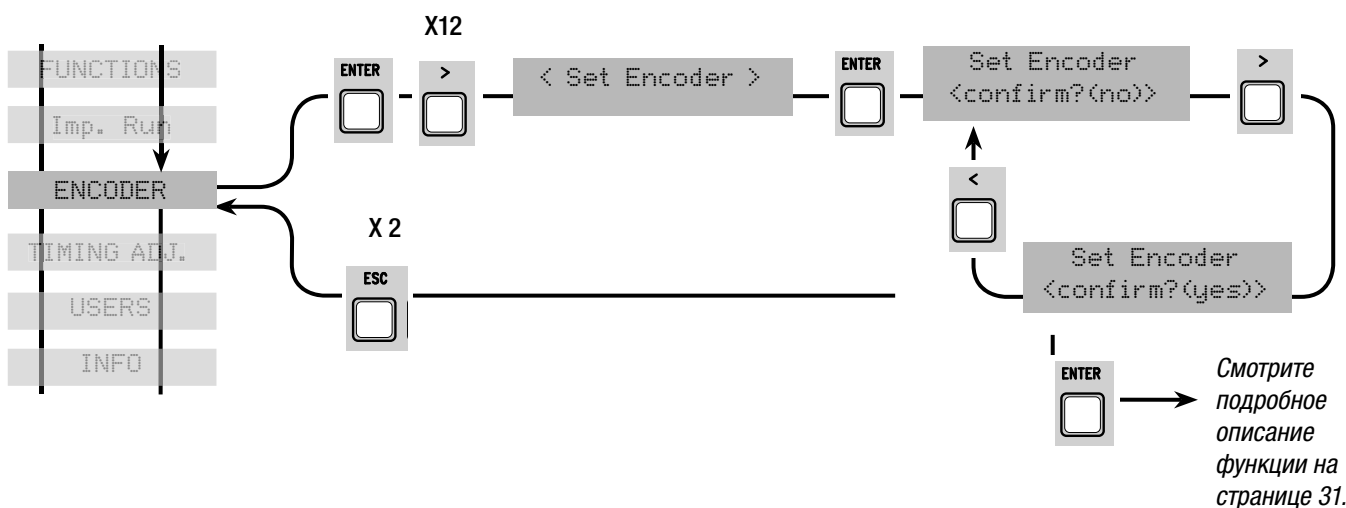 X12
FUNCTIONS
Imp. Run
ENCODER
TIMING ADJ.
USERS
INFO
ENTER
>
< Set Encoder >
ENTER
Set Encoder
<confirm?(no)>
>
<
Set Encoder
<confirm?(yes)>
X 2
ESC
ENTER
Смотрите
подробное
описание
функции на
странице 31.